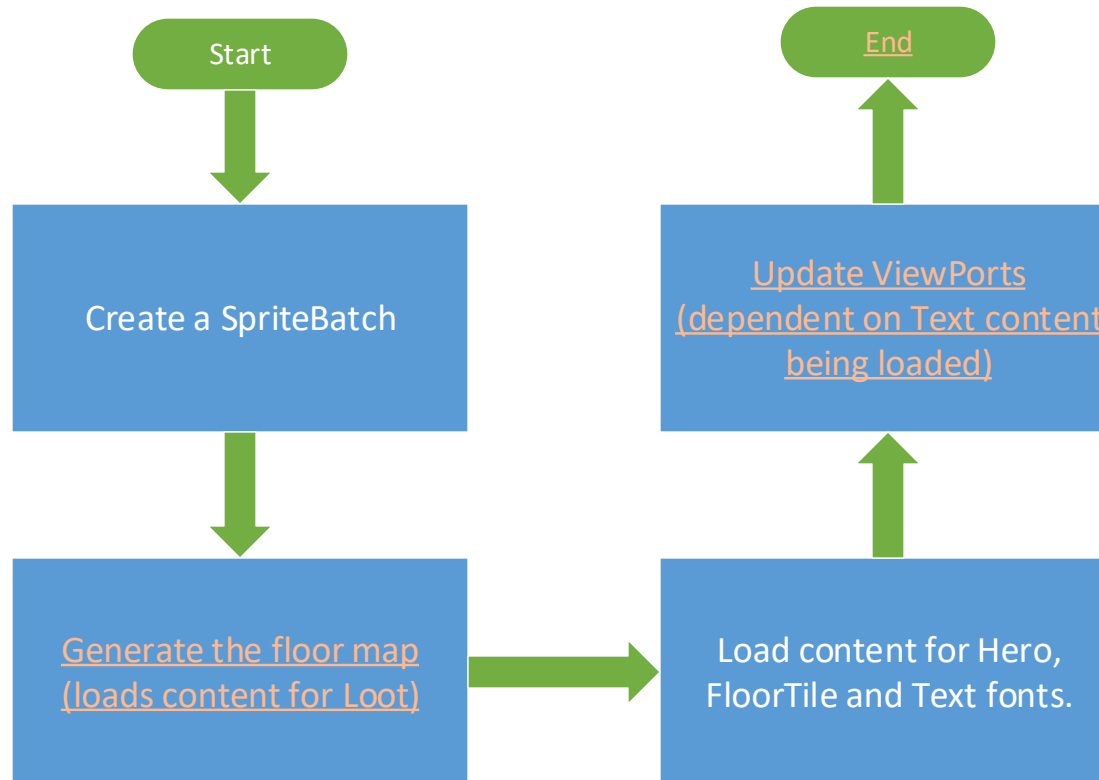 Start
Create a SpriteBatch
Generate the floor map
(loads content for Loot)
Load content for Hero,
FloorTile and Text fonts.
Update ViewPorts
(dependent on Text content
being loaded)
End